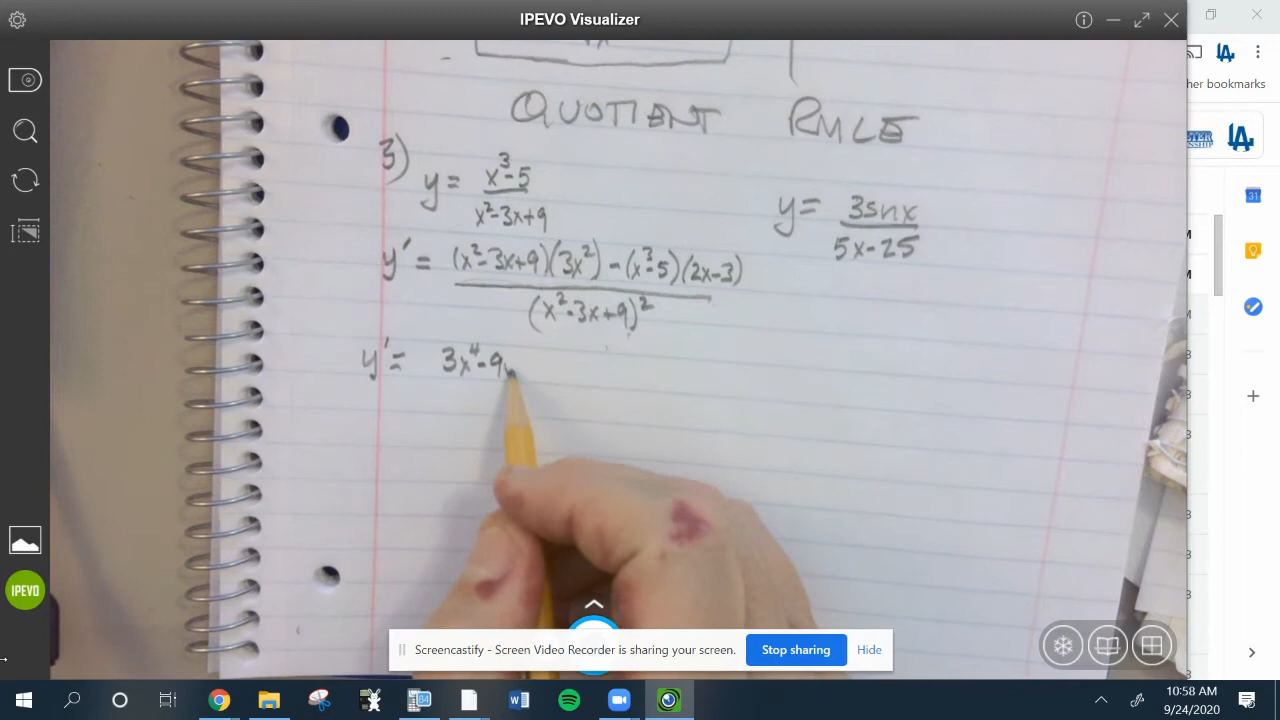 IPEVO Visualizer
her bookmarks
QUOTIENT RULE
3)
y = x³-5 / x²-3x+9
y = 3sinx / 5x-25
y' = (x²-3x+9)(3x²) - (x³-5)(2x-3) / (x²-3x+9)²
y' = 3x⁴-9
IPEVO
Screencastify - Screen Video Recorder is sharing your screen.
Stop sharing
Hide
10:58 AM
9/24/2020